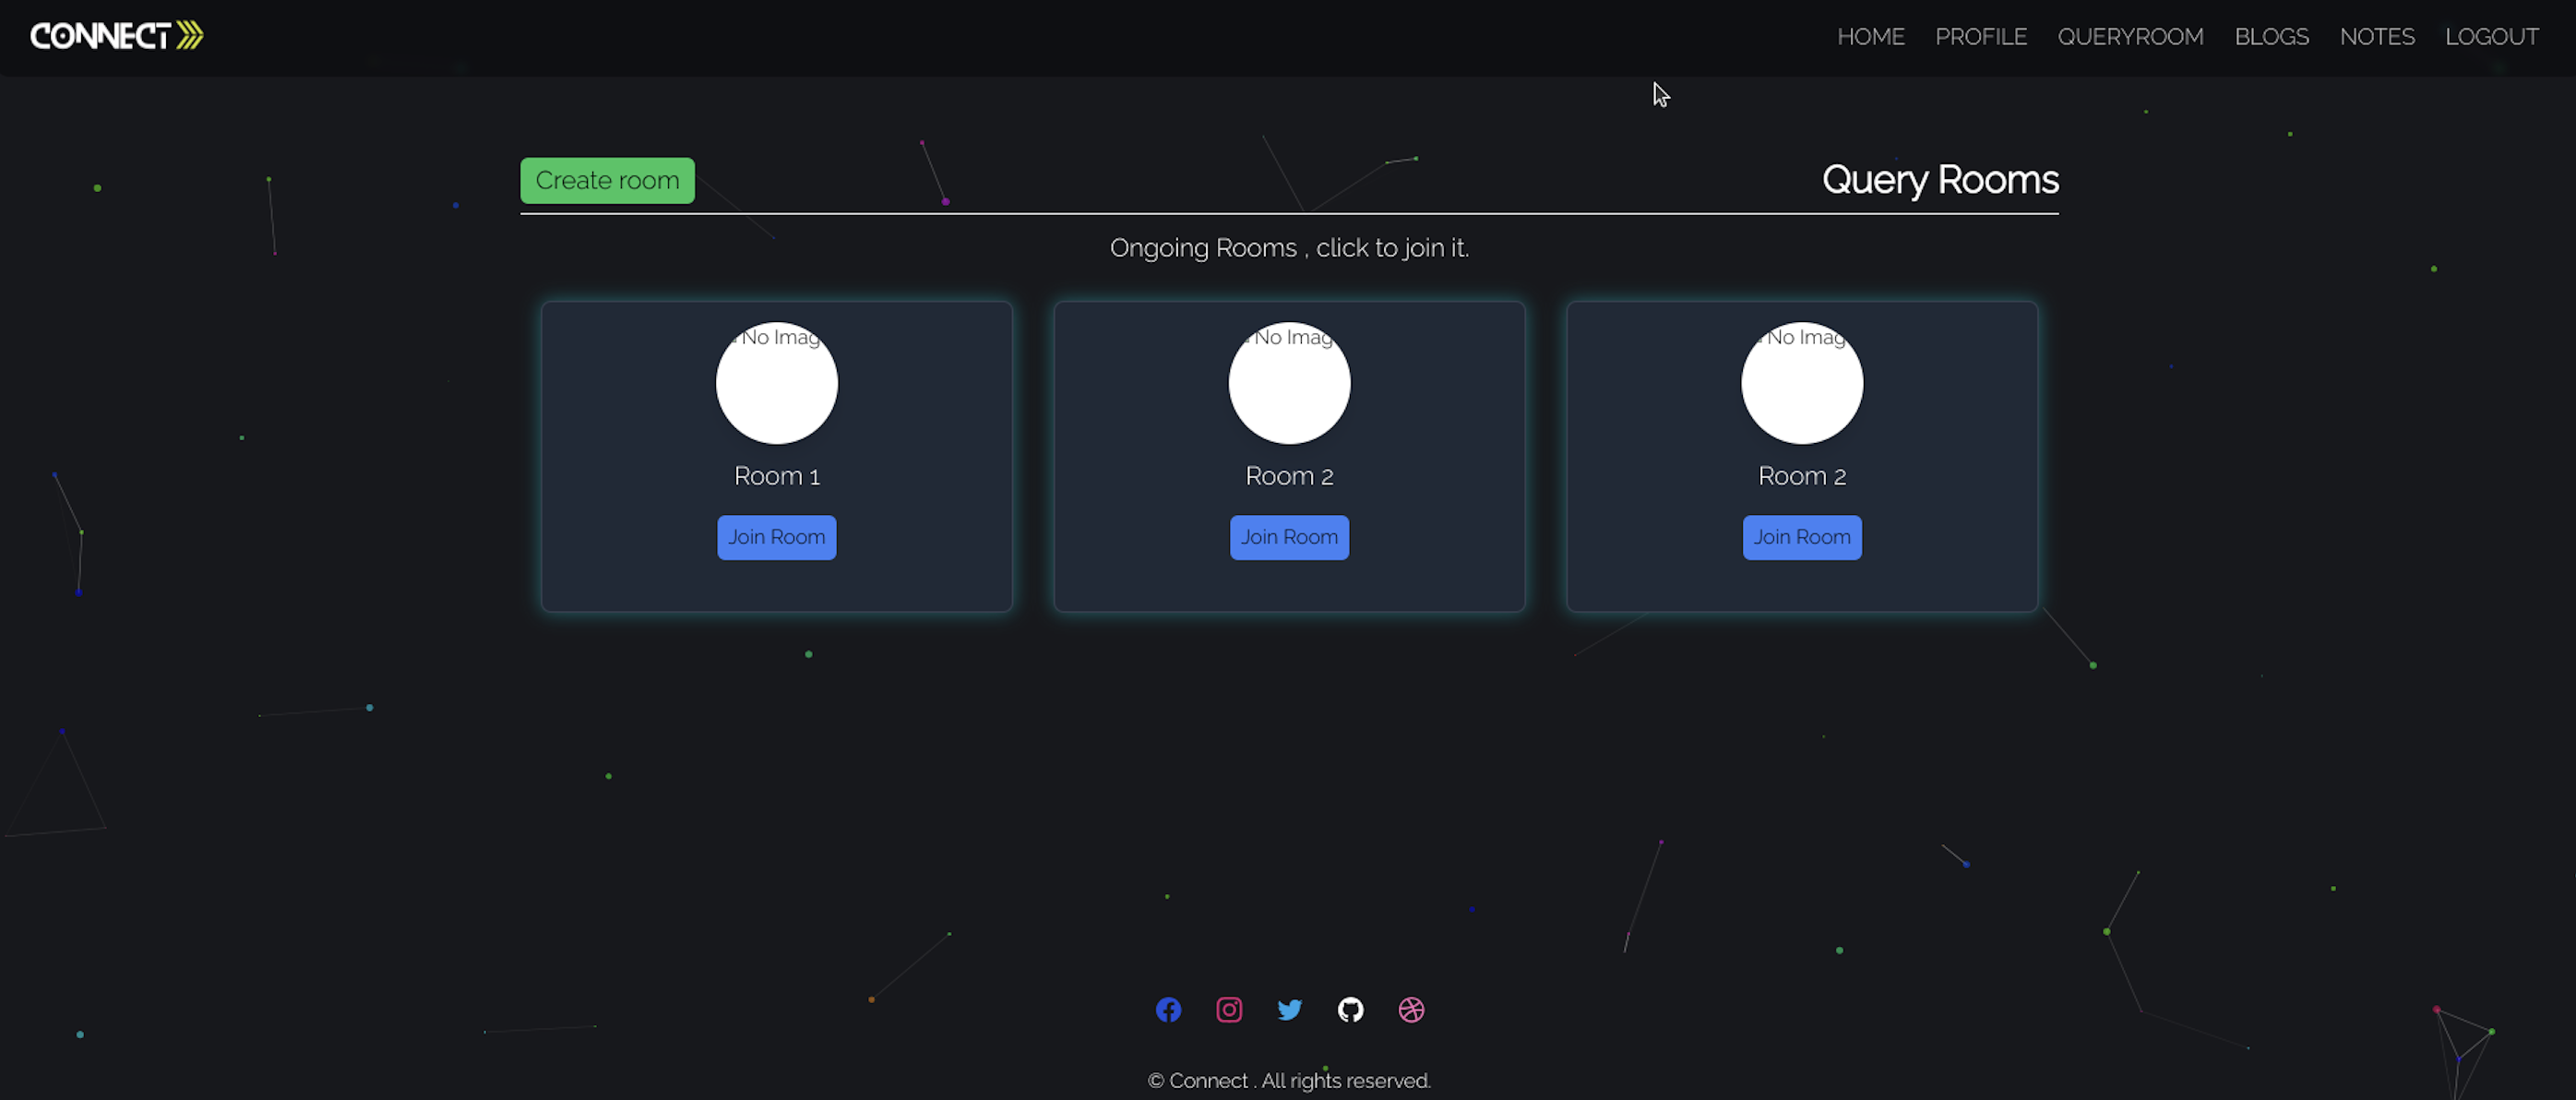 CONNECT
HOME PROFILE QUERYROOM BLOGS NOTES LOGOUT
Create room
Query Rooms
Ongoing Rooms , click to join it.
No Imag
No Imag
No Imag
Room 1
Room 2
Room 2
Join Room
Join Room
Join Room
© Connect . All rights reserved.